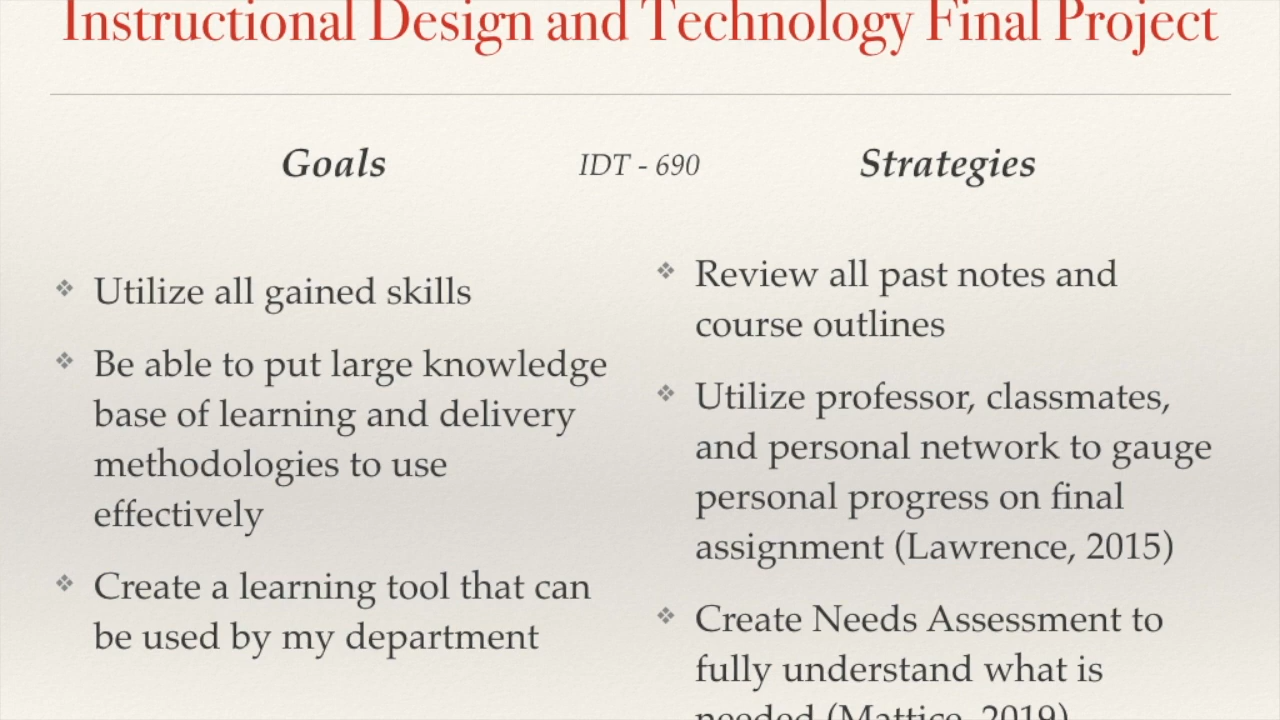 Instructional Design and Technology Final Project
Goals
IDT - 690
Strategies
Utilize all gained skills
Be able to put large knowledge
base of learning and delivery
methodologies to use
effectively
Create a learning tool that can
be used by my department
Review all past notes and
course outlines
Utilize professor, classmates,
and personal network to gauge
personal progress on final
assignment (Lawrence, 2015)
Create Needs Assessment to
fully understand what is
needed (Mattice, 2019)